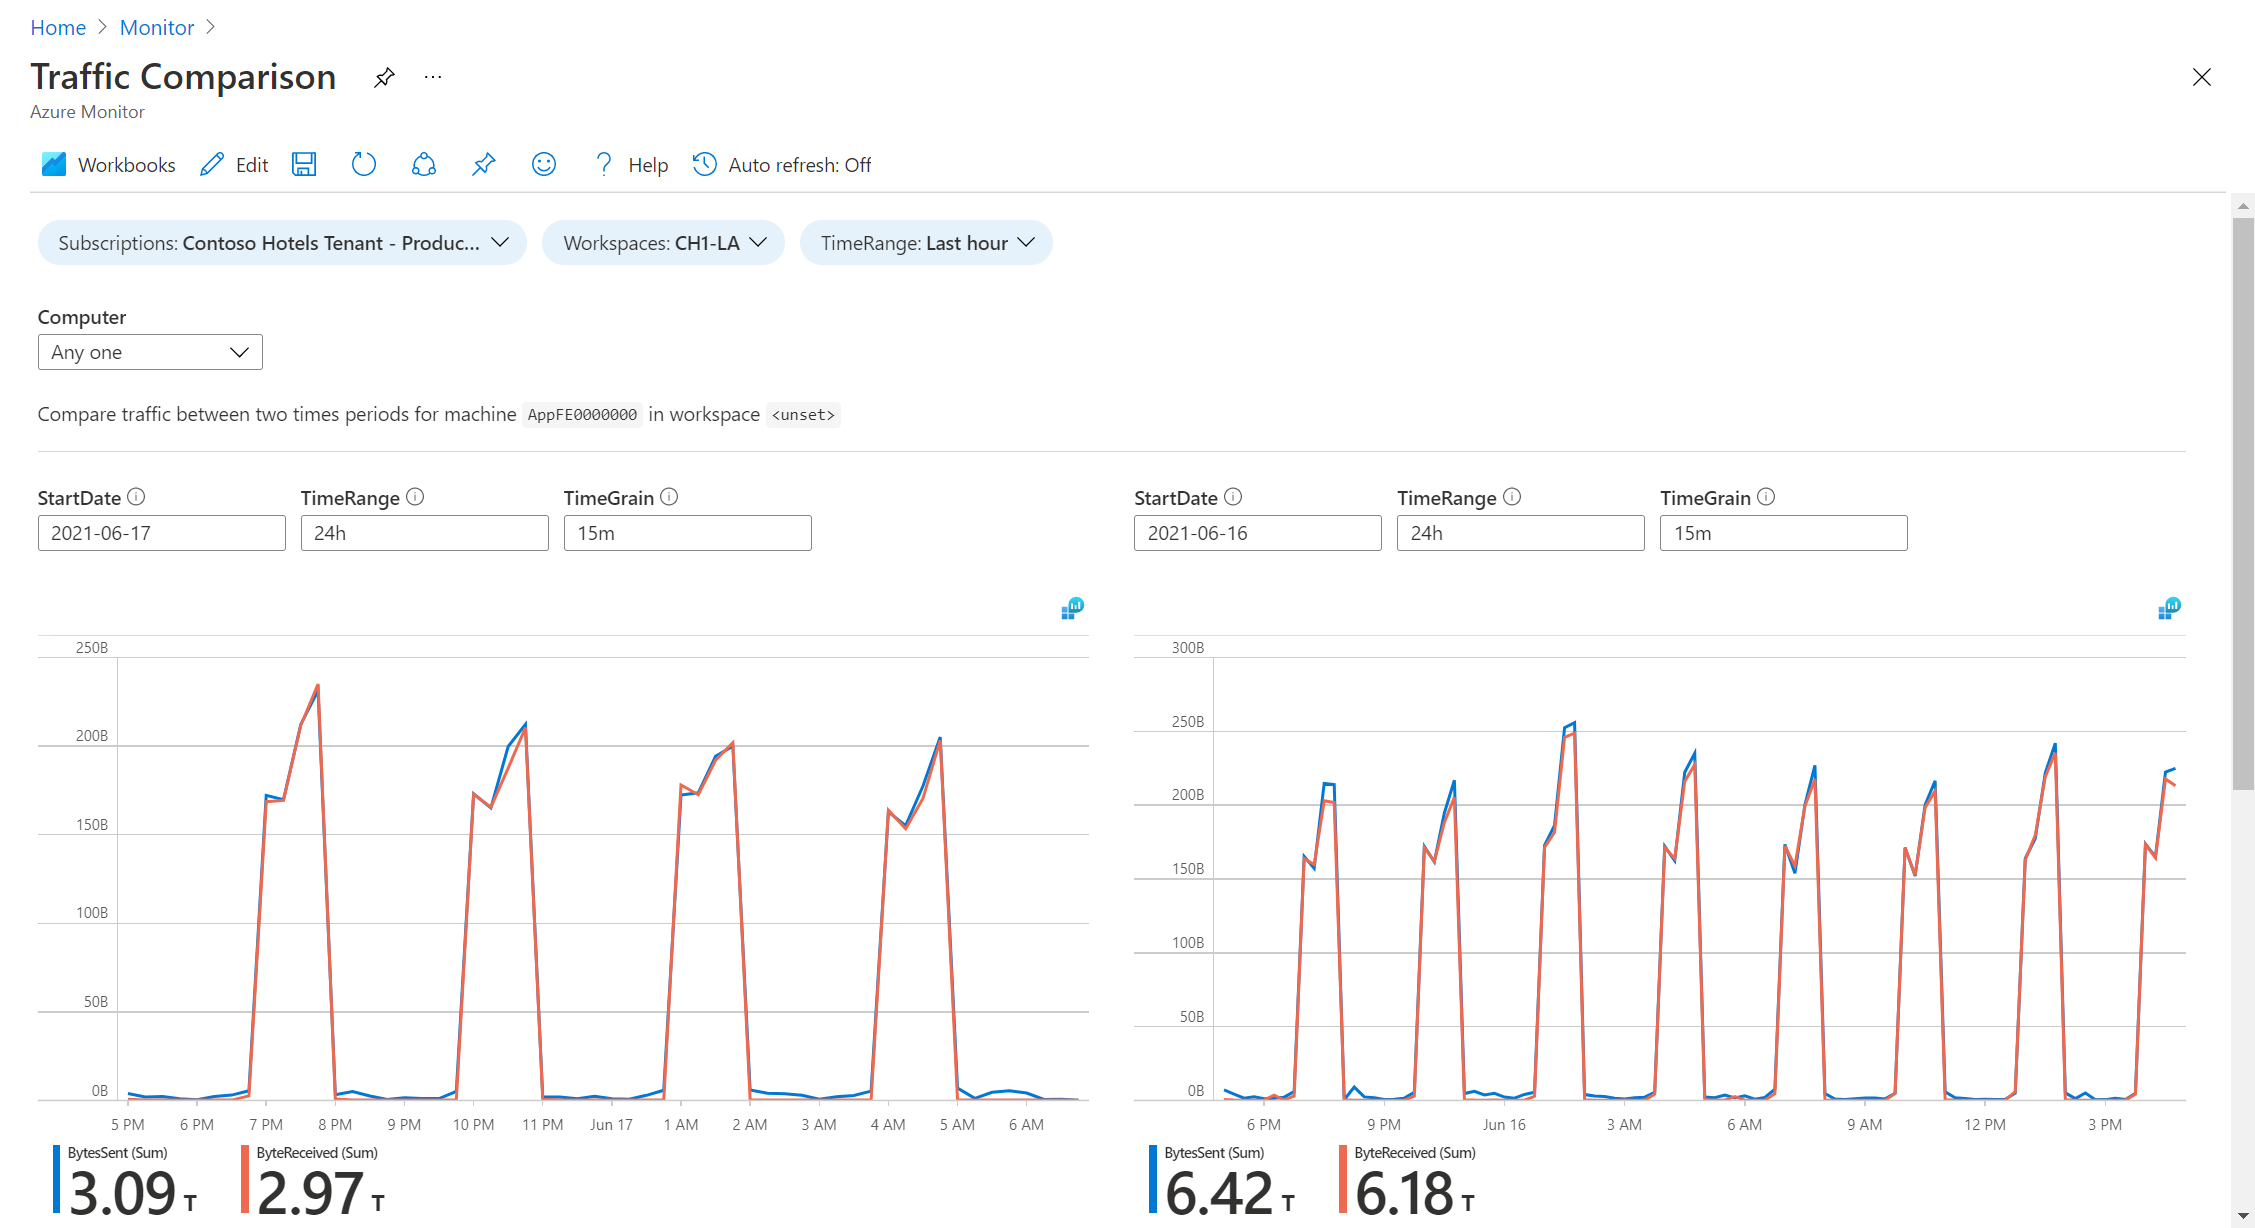 Home > Monitor >
Traffic Comparison ...
Azure Monitor
Workbooks Edit ? Help Auto refresh: Off
Subscriptions: Contoso Hotels Tenant - Produc... Workspaces: CH1-LA TimeRange: Last hour
Computer
Any one
Compare traffic between two times periods for machine AppFE0000000 in workspace <unset>
StartDate TimeRange TimeGrain
2021-06-17 24h 15m
250B
200B
150B
100B
50B
0B
5 PM 6 PM 7 PM 8 PM 9 PM 10 PM 11 PM Jun 17 1 AM 2 AM 3 AM 4 AM 5 AM 6 AM
BytesSent (Sum) ByteReceived (Sum)
3.09 T 2.97 T
StartDate TimeRange TimeGrain
2021-06-16 24h 15m
300B
250B
200B
150B
100B
50B
0B
6 PM 9 PM Jun 16 3 AM 6 AM 9 AM 12 PM 3 PM
BytesSent (Sum) ByteReceived (Sum)
6.42 T 6.18 T